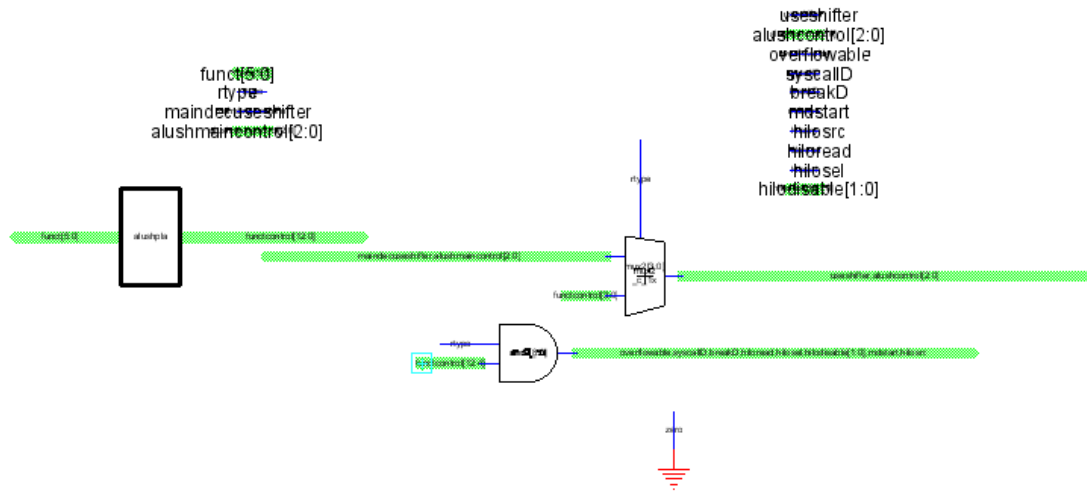 useshifter
alushcontrol[2:0]
overflowable
syscallD
breakD
mdstart
hilosrc
hiloread
hilosel
hilodisable[1:0]
funct[5:0]
rtype
maindecuseshifter
alushmaincontrol[2:0]
rtype
funct[5:0]
alushpla
functcontrol[12:0]
maindecuseshifter,alushmaincontrol[2:0]
useshifter,alushcontrol[2:0]
rtype
overflowable,syscallD,breakD,hiloread,hilosel,hilodisable[1:0],mdstart,hilosrc
zero